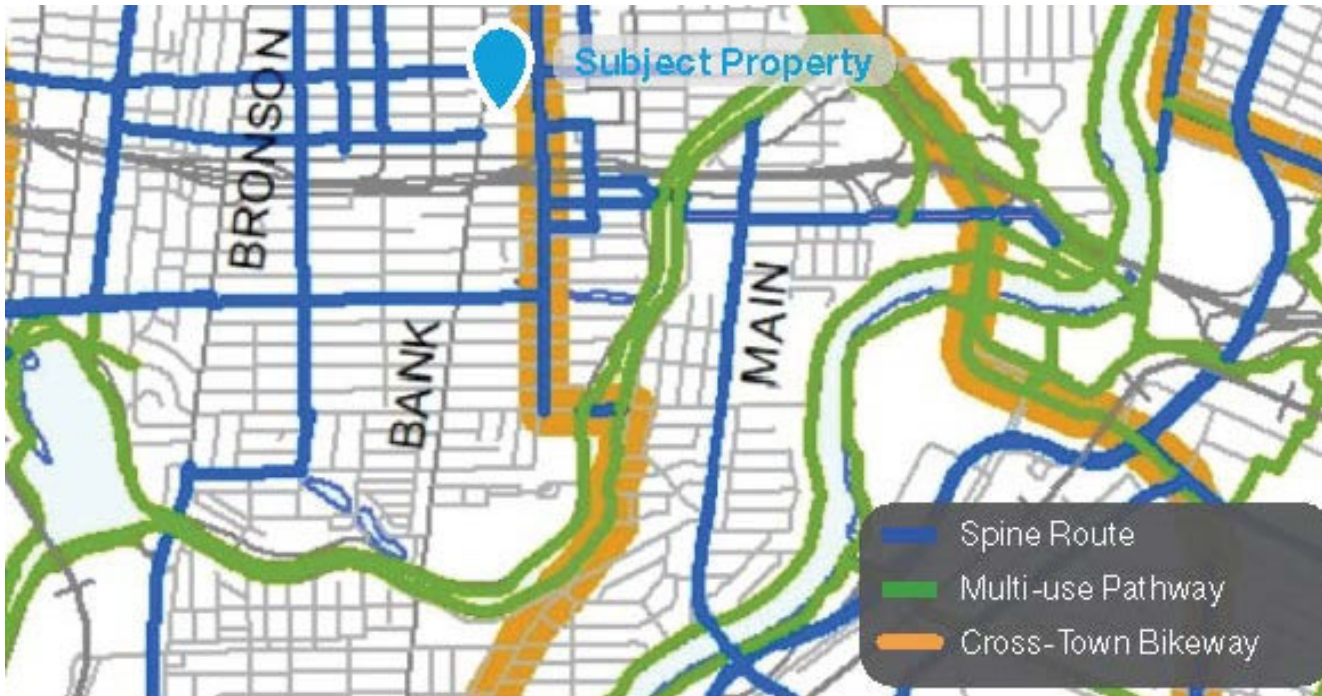 Subject Property
BRONSON
BANK
MAIN
Spine Route
Multi-use Pathway
Cross-Town Bikeway